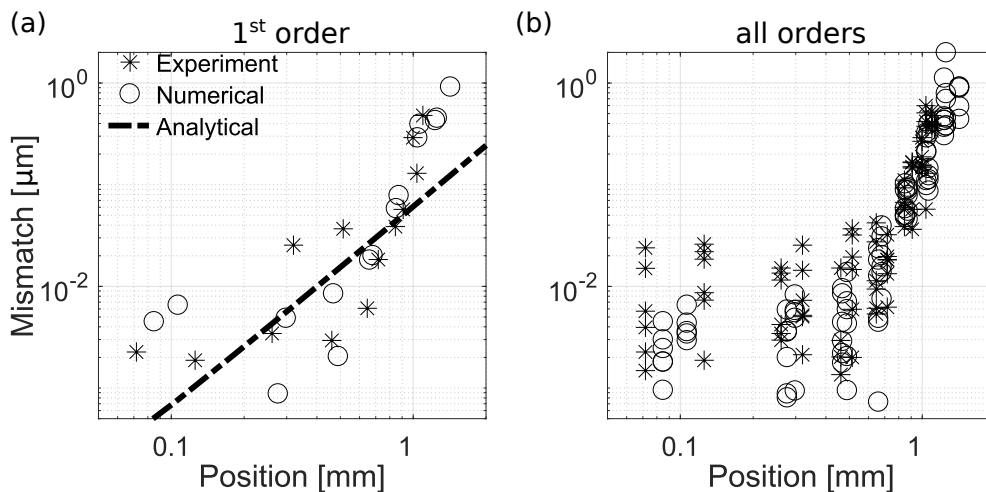 (a)
1st order
Experiment
Numerical
Analytical
10^0
10^-2
Mismatch [μm]
0.1
1
Position [mm]
(b)
all orders
10^0
10^-2
0.1
1
Position [mm]